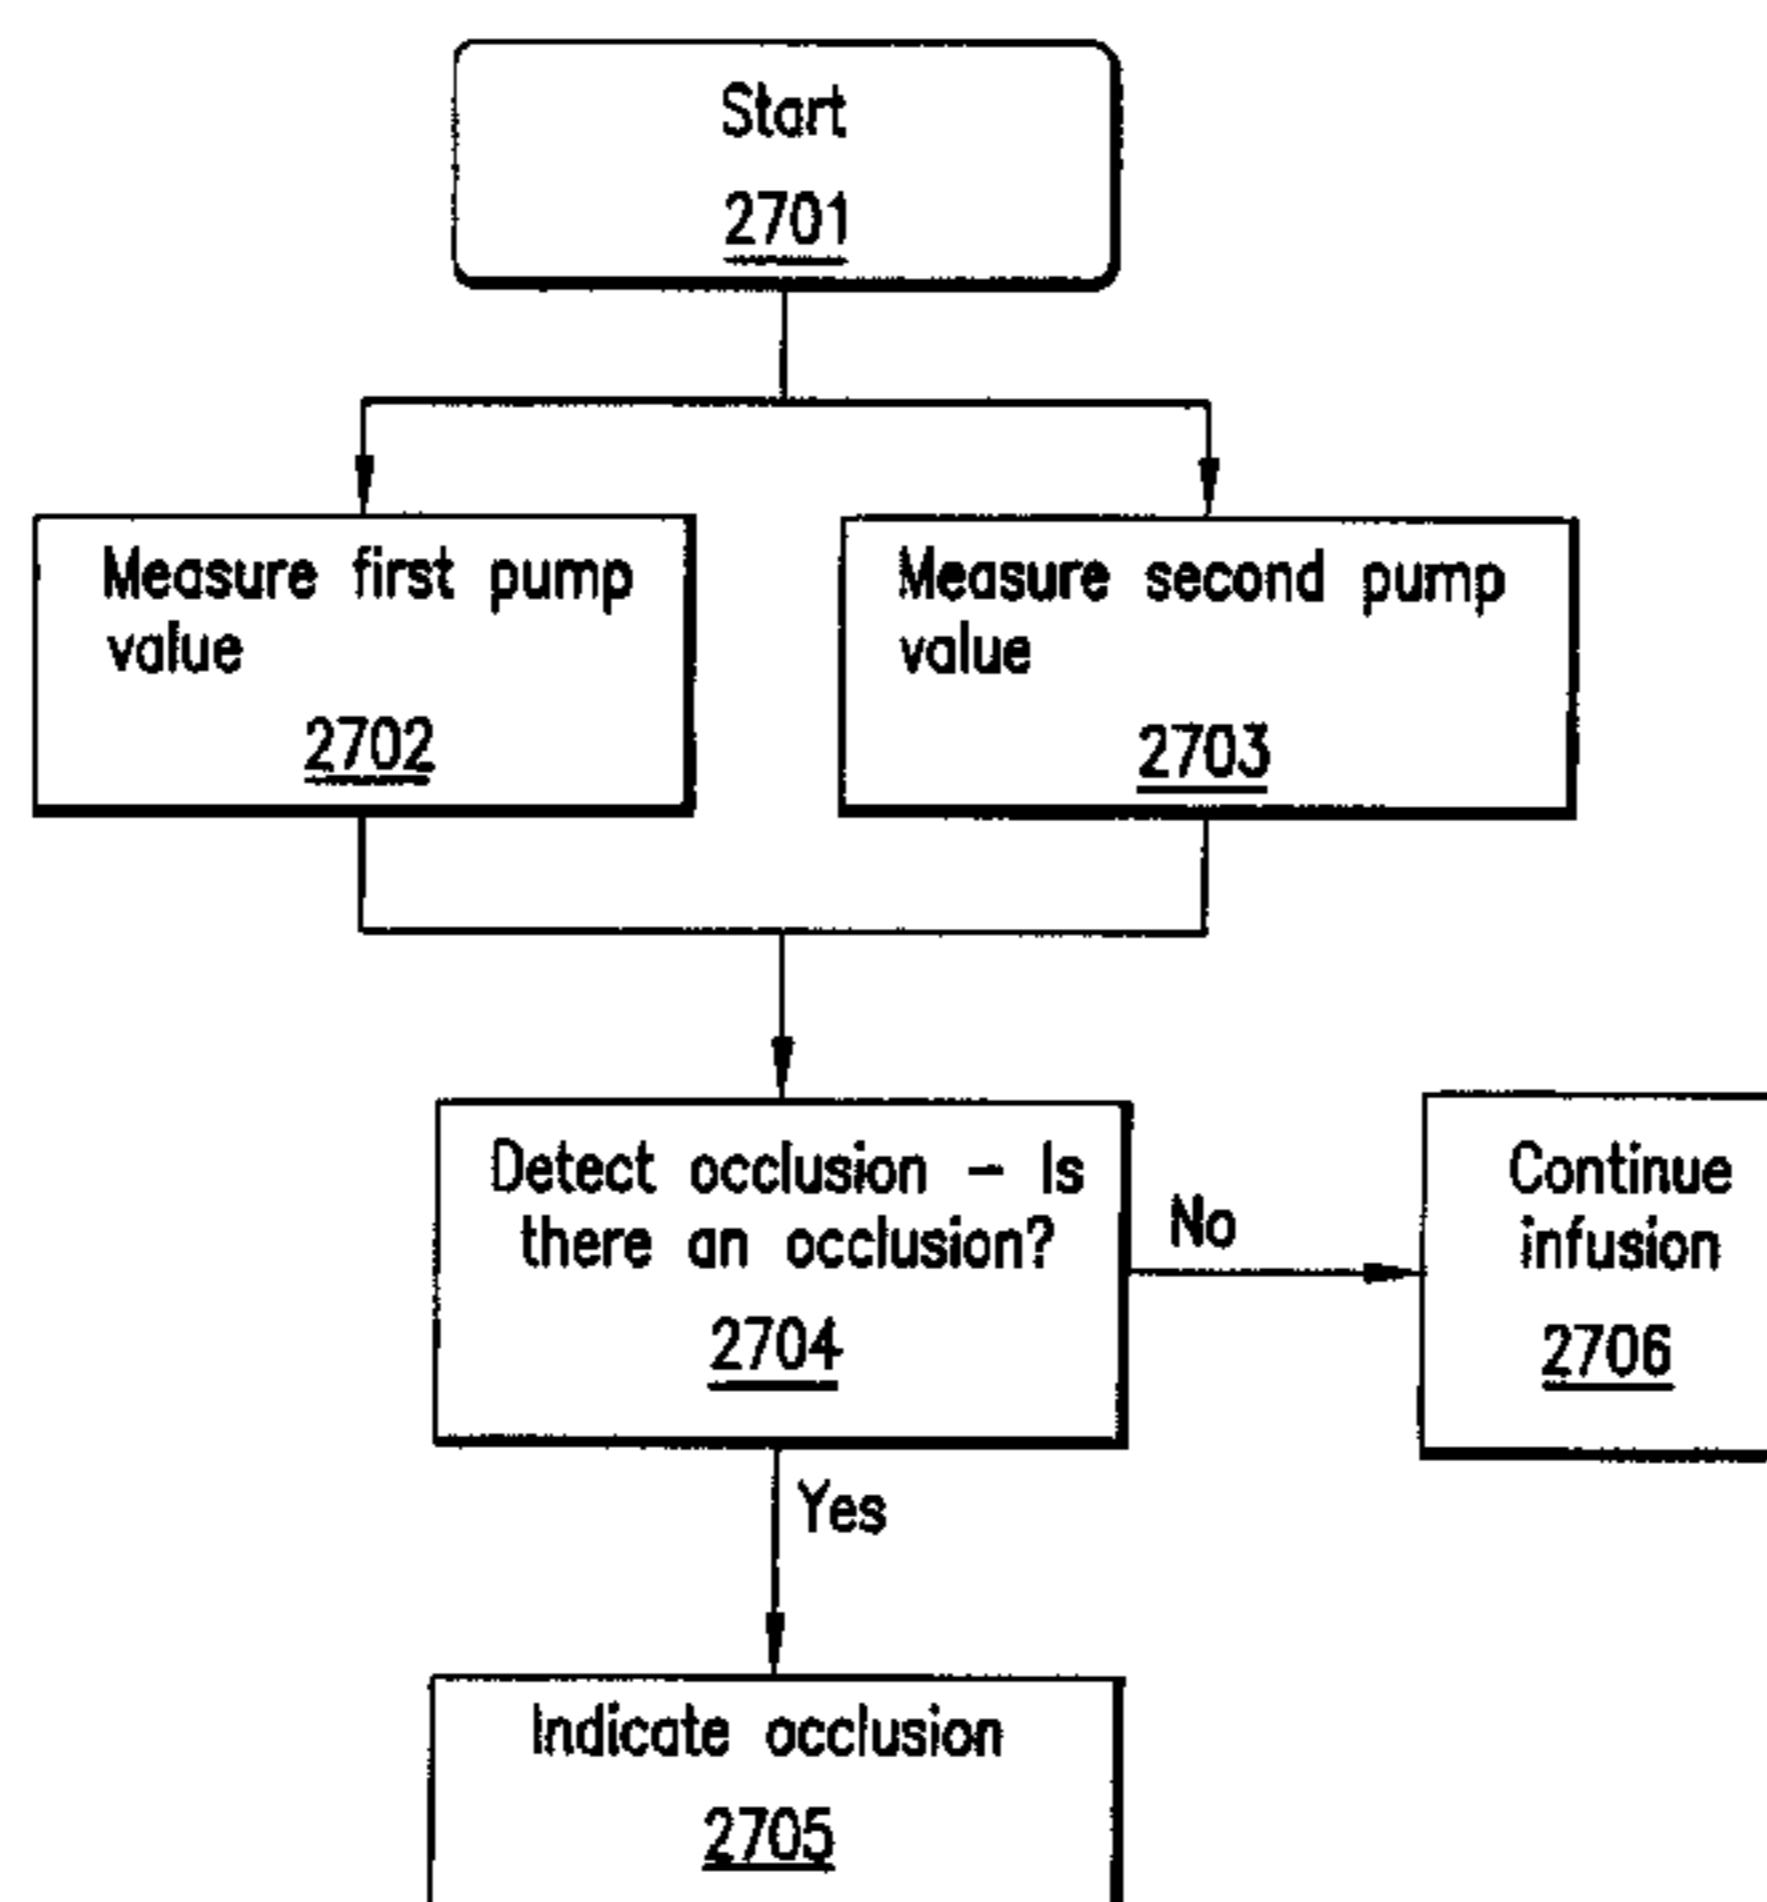 Start
2701
Measure first pump
value
2702
Measure second pump
value
2703
Detect occlusion – Is
there an occlusion?
2704
No
Continue
infusion
2706
Yes
Indicate occlusion
2705